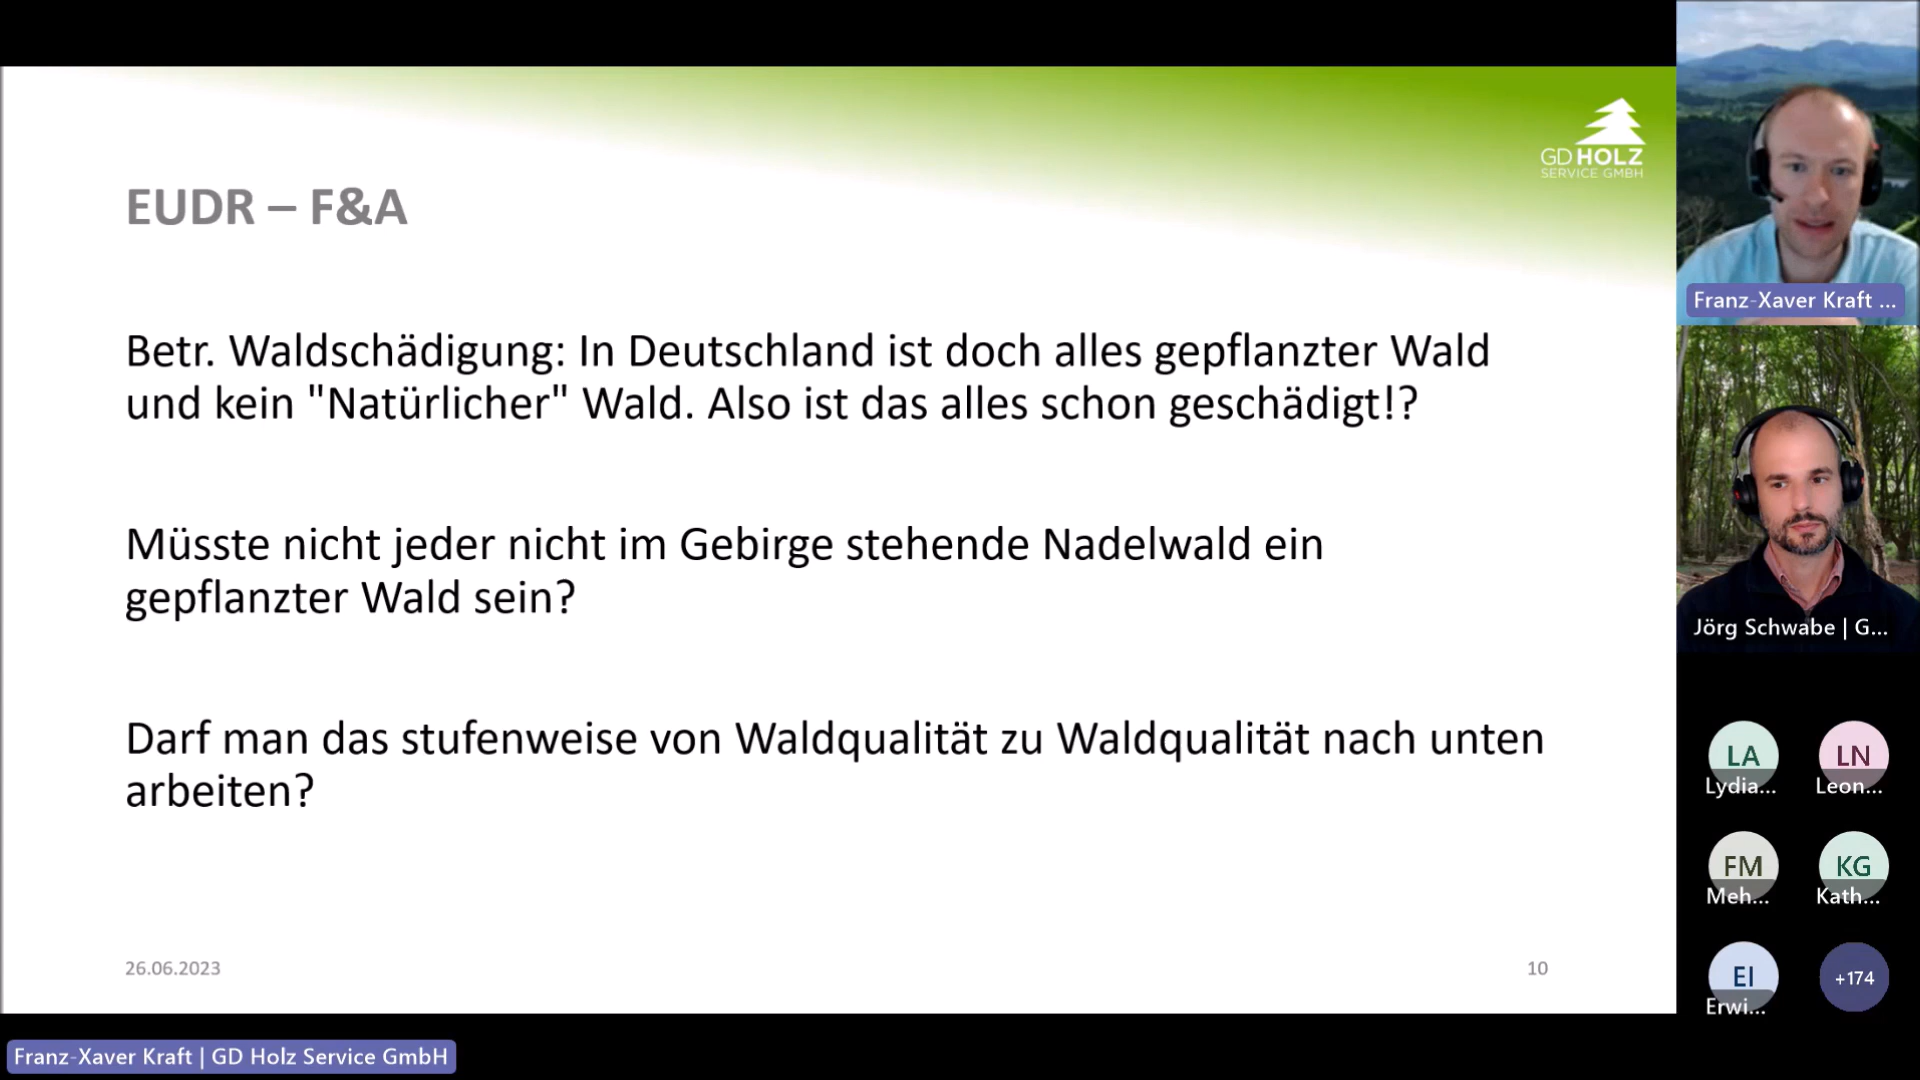 GD HOLZ
SERVICE GMBH
EUDR – F&A
Betr. Waldschädigung: In Deutschland ist doch alles gepflanzter Wald
und kein "Natürlicher" Wald. Also ist das alles schon geschädigt!?
Müsste nicht jeder nicht im Gebirge stehende Nadelwald ein
gepflanzter Wald sein?
Darf man das stufenweise von Waldqualität zu Waldqualität nach unten
arbeiten?
26.06.2023
10
Franz-Xaver Kraft | GD Holz Service GmbH
Franz-Xaver Kraft ...
Jörg Schwabe | G...
LA
Lydia...
LN
Leon...
FM
Meh...
KG
Kath...
EI
Erwi...
+174